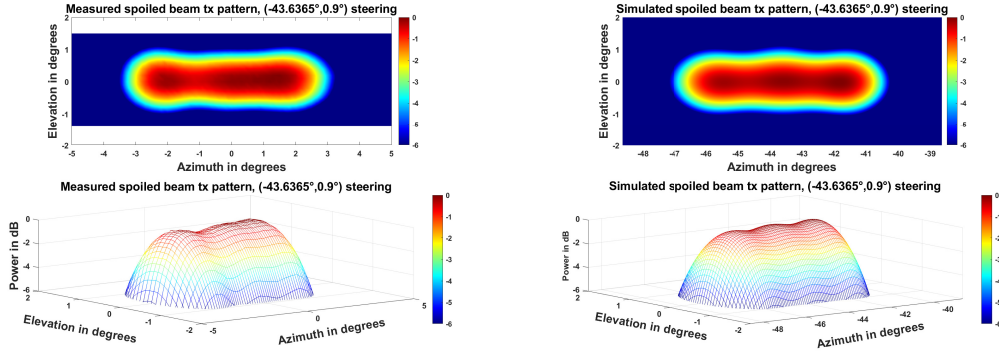 Measured spoiled beam tx pattern, (-43.6365°,0.9°) steering
Elevation in degrees
2
1
0
-1
-2
-5 -4 -3 -2 -1 0 1 2 3 4 5
Azimuth in degrees
0
-1
-2
-3
-4
-5
-6
Simulated spoiled beam tx pattern, (-43.6365°,0.9°) steering
Elevation in degrees
2
1
0
-1
-2
-48 -47 -46 -45 -44 -43 -42 -41 -40 -39
Azimuth in degrees
0
-1
-2
-3
-4
-5
-6
Measured spoiled beam tx pattern, (-43.6365°,0.9°) steering
Power in dB
0
-2
-4
-6
2 1 0 -1 -2
Elevation in degrees
-5 0 5
Azimuth in degrees
0
-1
-2
-3
-4
-5
-6
Simulated spoiled beam tx pattern, (-43.6365°,0.9°) steering
Power in dB
0
-2
-4
-6
2 1 0 -1 -2
Elevation in degrees
-48 -46 -44 -42 -40
Azimuth in degrees
0
-1
-2
-3
-4
-5
-6